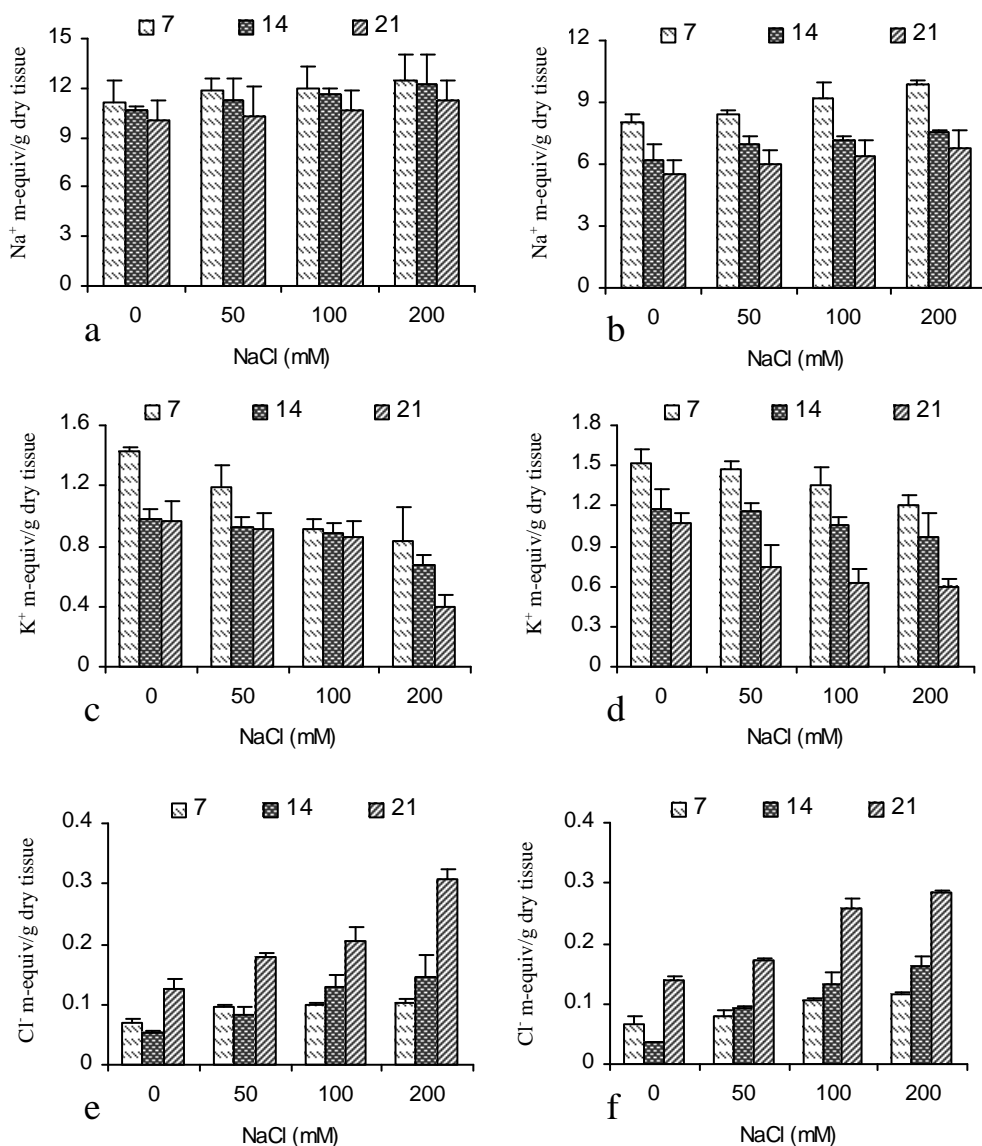 7 14 21
15
12
9
6
3
0
Na⁺ m-equiv/g dry tissue
0 50 100 200
a
NaCl (mM)
7 14 21
12
9
6
3
0
Na⁺ m-equiv/g dry tissue
0 50 100 200
b
NaCl (mM)
7 14 21
1.6
1.2
0.8
0.4
0
K⁺ m-equiv/g dry tissue
0 50 100 200
c
NaCl (mM)
7 14 21
1.8
1.5
1.2
0.9
0.6
0.3
0
K⁺ m-equiv/g dry tissue
0 50 100 200
d
NaCl (mM)
7 14 21
0.4
0.3
0.2
0.1
0
Cl⁻ m-equiv/g dry tissue
0 50 100 200
e
NaCl (mM)
7 14 21
0.4
0.3
0.2
0.1
0
Cl⁻ m-equiv/g dry tissue
0 50 100 200
f
NaCl (mM)